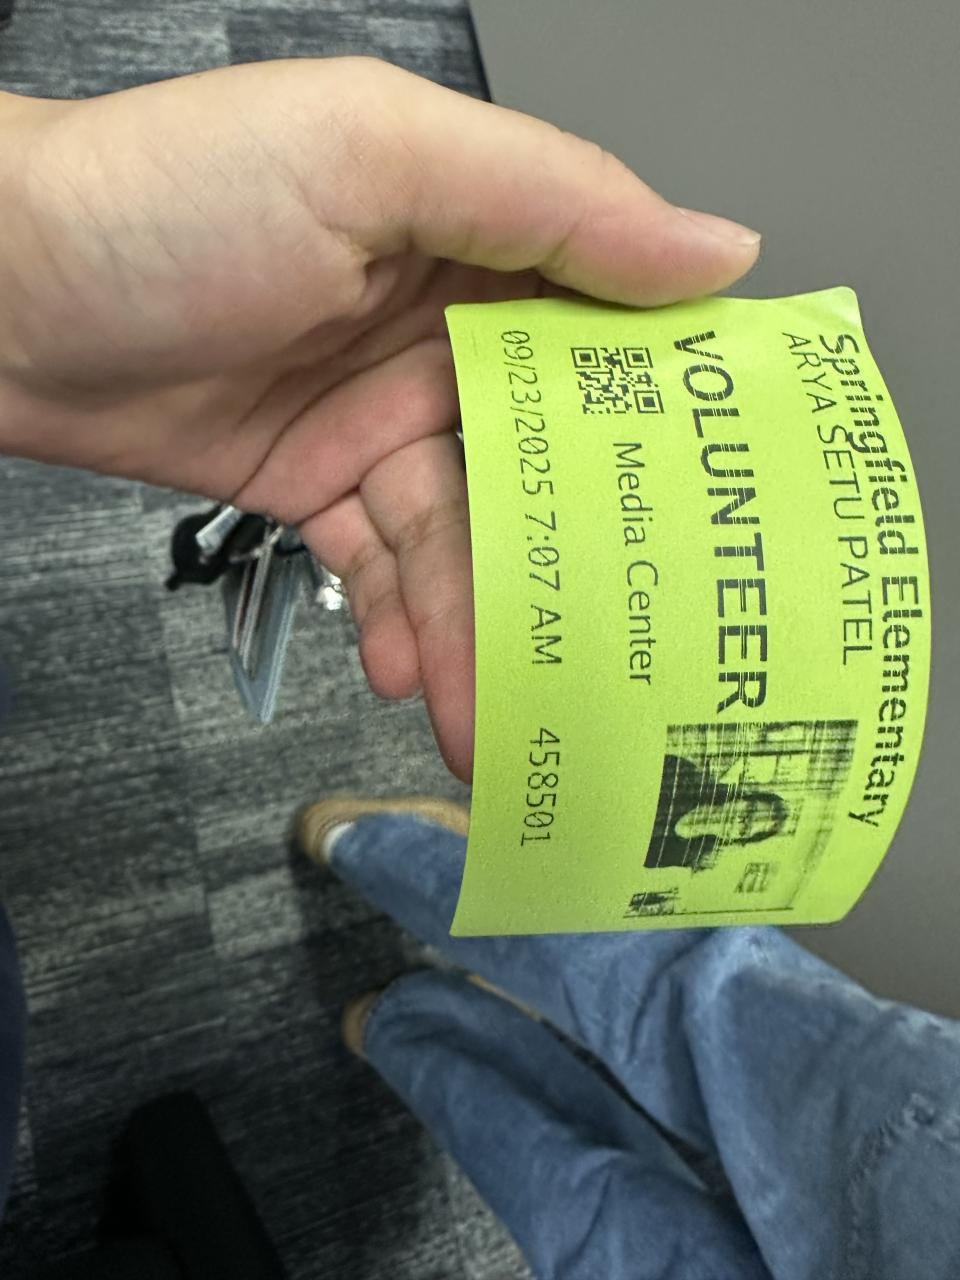 Springfield Elementary
ARYA SETU PATEL
VOLUNTEER
Media Center
09/23/2025 7:07 AM 458501